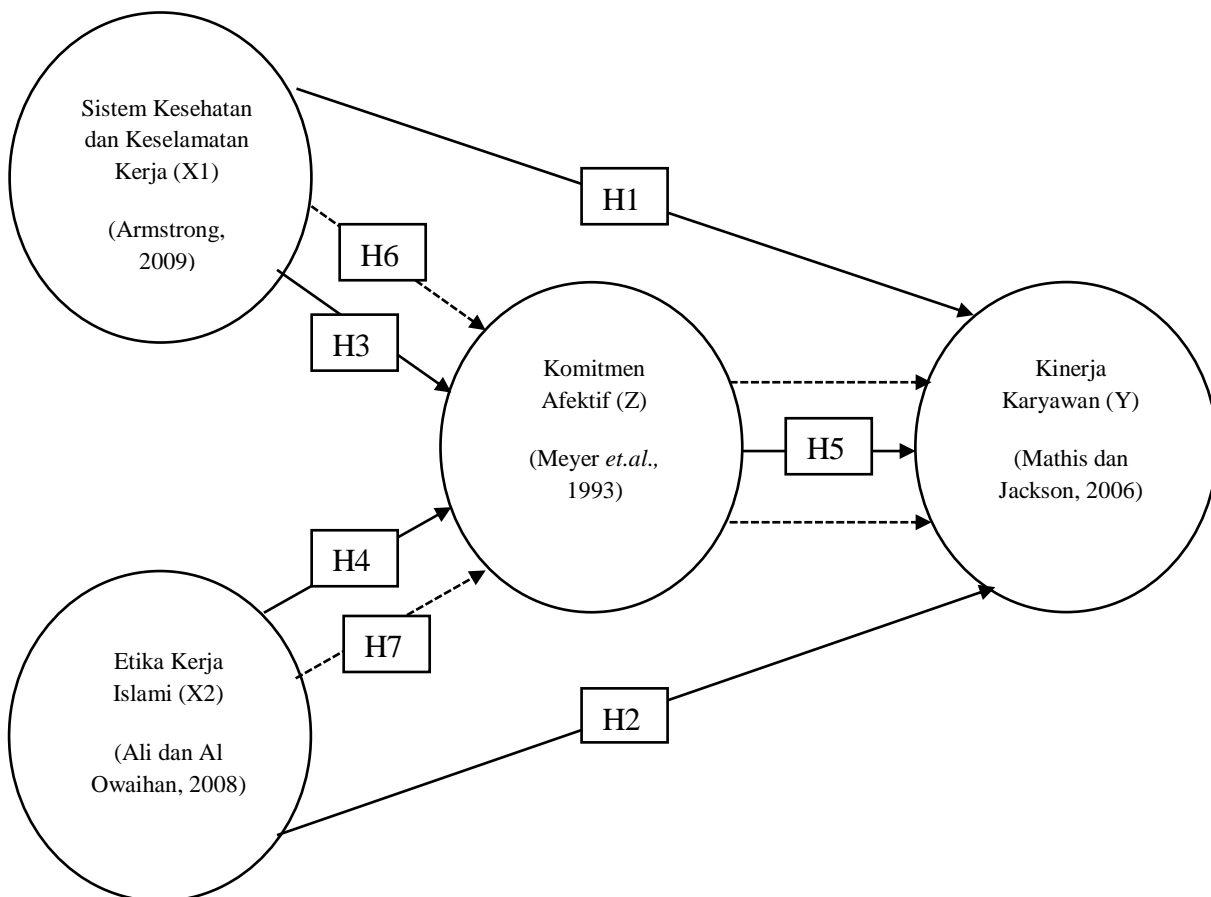 Sistem Kesehatan
dan Keselamatan
Kerja (X1)
(Armstrong,
2009)
H1
H6
H3
Komitmen
Afektif (Z)
(Meyer et.al.,
1993)
H5
Kinerja
Karyawan (Y)
(Mathis dan
Jackson, 2006)
H4
H7
Etika Kerja
Islami (X2)
(Ali dan Al
Owaihan, 2008)
H2